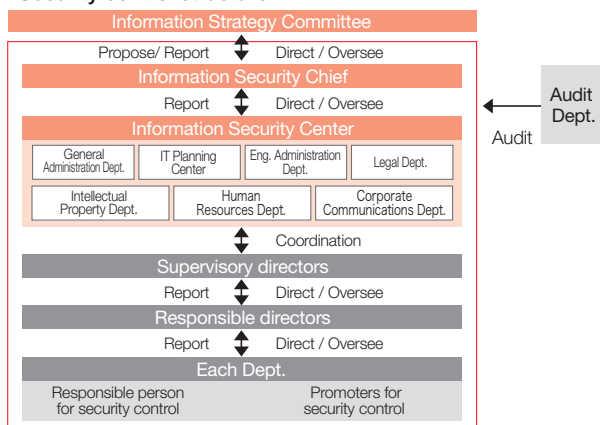 Information Strategy Committee
Propose/ Report Direct / Oversee
Information Security Chief
Report Direct / Oversee
Information Security Center
General
Administration Dept.
IT Planning
Center
Eng. Administration
Dept.
Legal Dept.
Intellectual
Property Dept.
Human
Resources Dept.
Corporate
Communications Dept.
Coordination
Supervisory directors
Report Direct / Oversee
Responsible directors
Report Direct / Oversee
Each Dept.
Responsible person
for security control
Promoters for
security control
Audit
Audit
Dept.